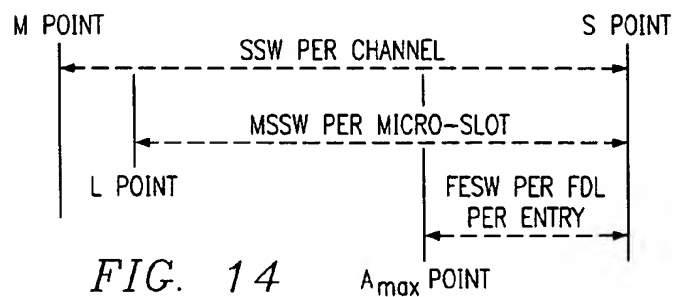 M POINT
S POINT
SSW PER CHANNEL
MSSW PER MICRO-SLOT
L POINT
FESW PER FDL
PER ENTRY
FIG. 14
Amax POINT